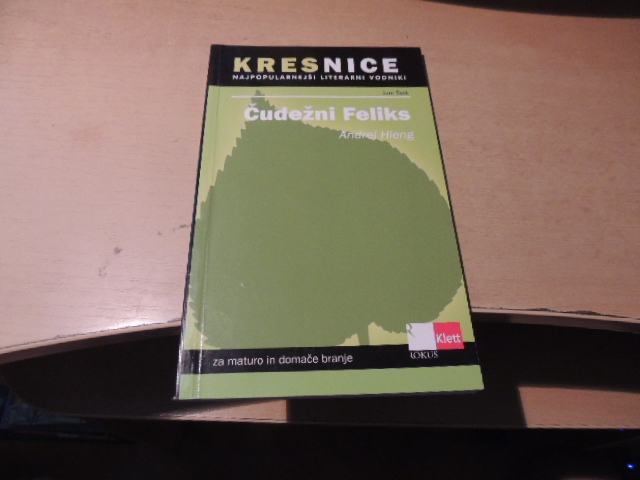 KRESNICE
NAJPOPULARNEJŠI LITERARNI VODNIKI
Čudežni Feliks
Andrej Hieng
R
Klett
ROKUS
za maturo in domače branje